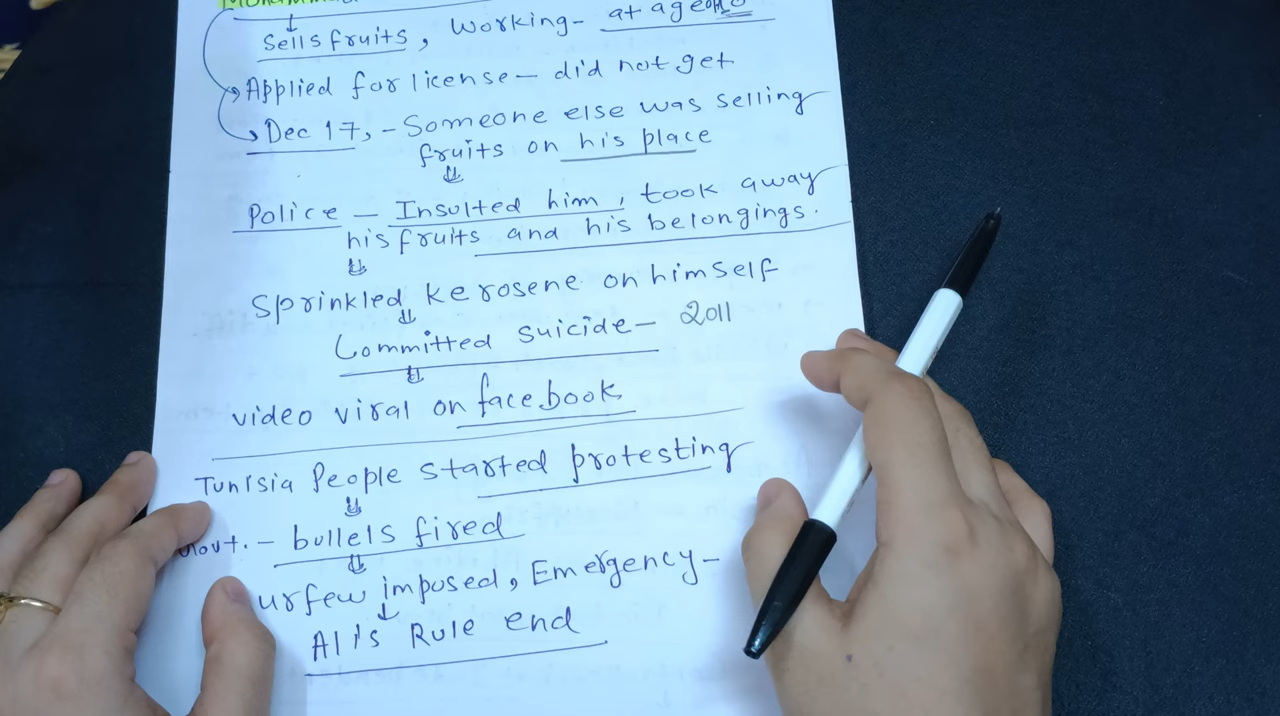 Sells fruits, Working- at age
Applied for license- did not get
Dec 17, - Someone else was selling
fruits on his place
Police - Insulted him, took away
his fruits and his belongings.
Sprinkled kerosene on himself
Committed suicide- 2011
video viral on facebook
Tunisia People started protesting
- bullets fired
urfew imposed, Emergency-
Ali's Rule end